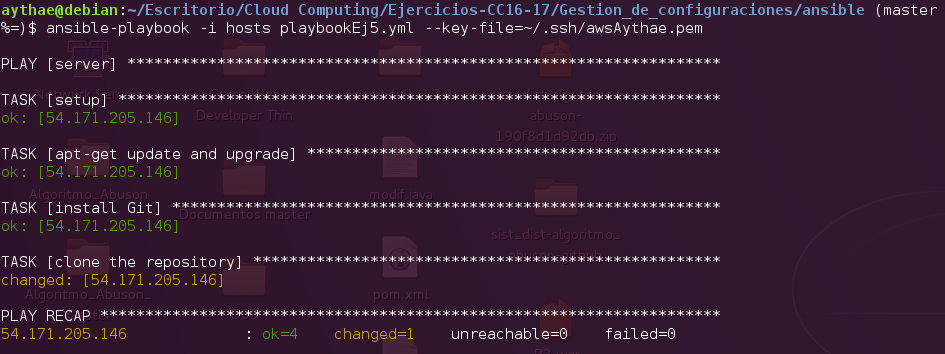 aythae@debian:~/Escritorio/Cloud Computing/Ejercicios-CC16-17/Gestion_de_configuraciones/ansible (master
%=)$ ansible-playbook -i hosts playbookEj5.yml --key-file=~/.ssh/awsAythae.pem
PLAY [server] ******************************************************************
TASK [setup] *******************************************************************
ok: [54.171.205.146]
Developer Thin
abuson-
190f8d1d92db.zip
TASK [apt-get update and upgrade] **********************************************
ok: [54.171.205.146]
Algoritmo_Abuson
modif.java
TASK [install Git] *************************************************************
Documentos master
ok: [54.171.205.146]
sist_dist-algoritmo_
TASK [clone the repository] ****************************************************
changed: [54.171.205.146]
Algoritmo_Abuson_
pom.xml
PLAY RECAP *********************************************************************
54.171.205.146 : ok=4 changed=1 unreachable=0 failed=0